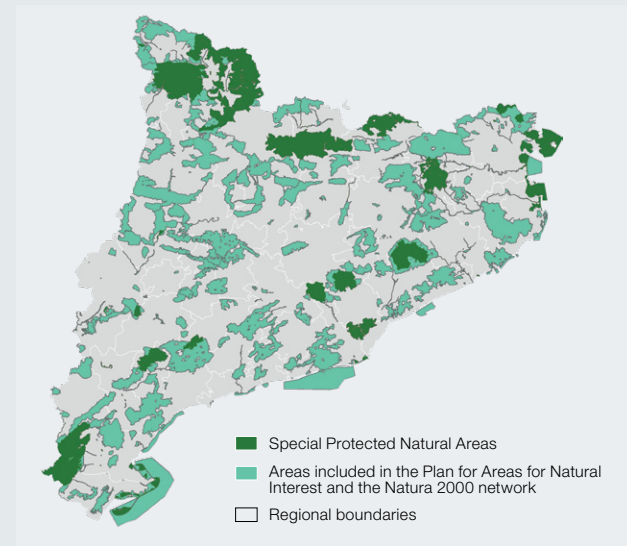 Special Protected Natural Areas
Areas included in the Plan for Areas for Natural
Interest and the Natura 2000 network
Regional boundaries